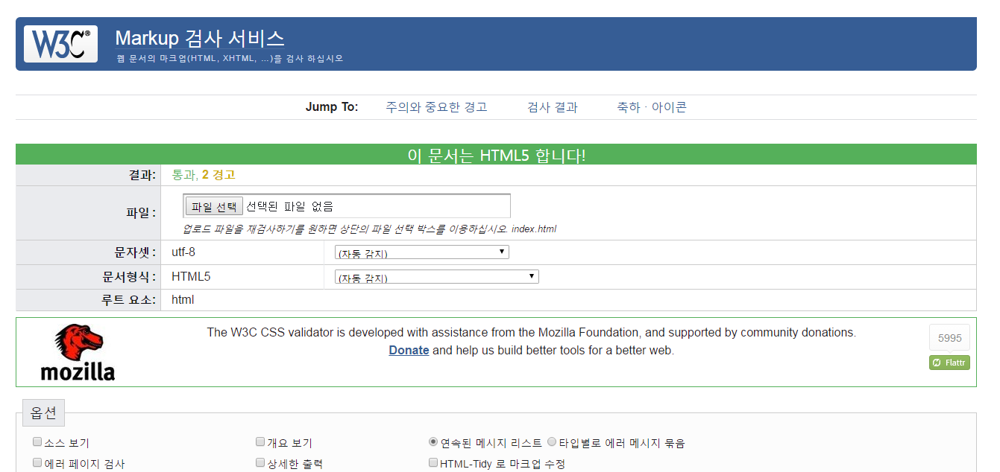 W3C® Markup 검사 서비스
웹 문서의 마크업(HTML, XHTML, ...)을 검사 하십시오
Jump To: 주의와 중요한 경고 검사 결과 축하 · 아이콘
이 문서는 HTML5 합니다!
결과: 통과, 2 경고
파일 : 파일 선택 선택된 파일 없음
업로드 파일을 재검사하기를 원하면 상단의 파일 선택 박스를 이용하십시오. index.html
문자셋 : utf-8 (자동 감지)
문서형식 : HTML5 (자동 감지)
루트 요소: html
The W3C CSS validator is developed with assistance from the Mozilla Foundation, and supported by community donations.
Donate and help us build better tools for a better web.
mozilla
5995
Flattr
옵션
소스 보기 개요 보기 연속된 메시지 리스트 타입별로 에러 메시지 묶음
에러 페이지 검사 상세한 출력 HTML-Tidy 로 마크업 수정